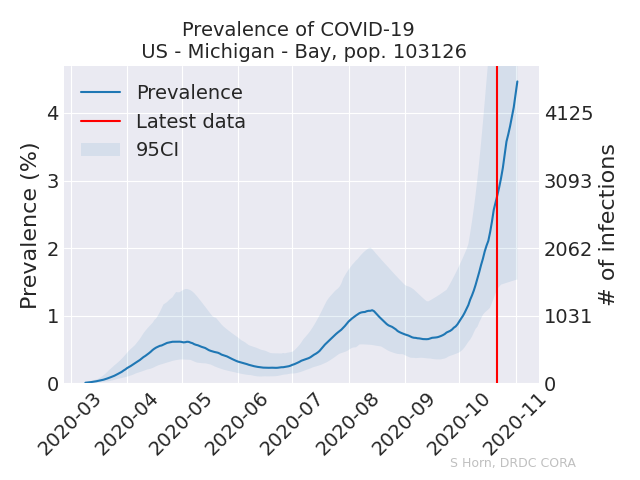 Prevalence of COVID-19
US - Michigan - Bay, pop. 103126
Prevalence
Latest data
95CI
Prevalence (%)
4
3
2
1
0
4125
3093
2062
1031
0
# of infections
2020-03
2020-04
2020-05
2020-06
2020-07
2020-08
2020-09
2020-10
2020-11
S Horn, DRDC CORA